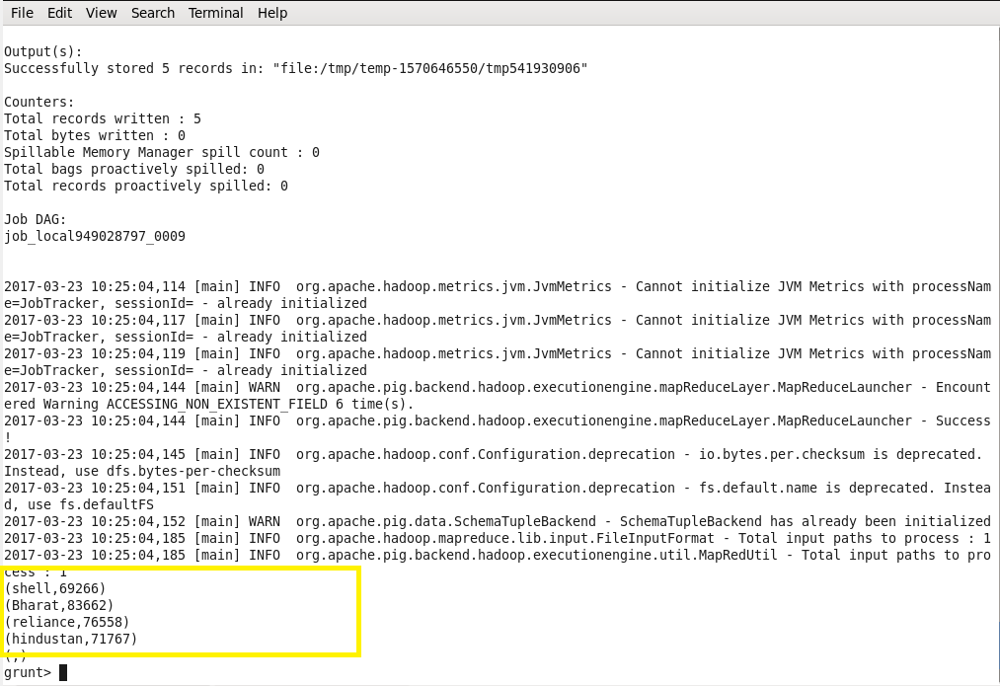 File Edit View Search Terminal Help
Output(s):
Successfully stored 5 records in: "file:/tmp/temp-1570646550/tmp541930906"
Counters:
Total records written : 5
Total bytes written : 0
Spillable Memory Manager spill count : 0
Total bags proactively spilled: 0
Total records proactively spilled: 0
Job DAG:
job_local949028797_0009
2017-03-23 10:25:04,114 [main] INFO  org.apache.hadoop.metrics.jvm.JvmMetrics - Cannot initialize JVM Metrics with processNam
e=JobTracker, sessionId= - already initialized
2017-03-23 10:25:04,117 [main] INFO  org.apache.hadoop.metrics.jvm.JvmMetrics - Cannot initialize JVM Metrics with processNam
e=JobTracker, sessionId= - already initialized
2017-03-23 10:25:04,119 [main] INFO  org.apache.hadoop.metrics.jvm.JvmMetrics - Cannot initialize JVM Metrics with processNam
e=JobTracker, sessionId= - already initialized
2017-03-23 10:25:04,144 [main] WARN  org.apache.pig.backend.hadoop.executionengine.mapReduceLayer.MapReduceLauncher - Encount
ered Warning ACCESSING_NON_EXISTENT_FIELD 6 time(s).
2017-03-23 10:25:04,144 [main] INFO  org.apache.pig.backend.hadoop.executionengine.mapReduceLayer.MapReduceLauncher - Success
!
2017-03-23 10:25:04,145 [main] INFO  org.apache.hadoop.conf.Configuration.deprecation - io.bytes.per.checksum is deprecated.
Instead, use dfs.bytes-per-checksum
2017-03-23 10:25:04,151 [main] INFO  org.apache.hadoop.conf.Configuration.deprecation - fs.default.name is deprecated. Instea
d, use fs.defaultFS
2017-03-23 10:25:04,152 [main] WARN  org.apache.pig.data.SchemaTupleBackend - SchemaTupleBackend has already been initialized
2017-03-23 10:25:04,185 [main] INFO  org.apache.hadoop.mapreduce.lib.input.FileInputFormat - Total input paths to process : 1
2017-03-23 10:25:04,185 [main] INFO  org.apache.pig.backend.hadoop.executionengine.util.MapRedUtil - Total input paths to pro
cess : 1
(shell,69266)
(Bharat,83662)
(reliance,76558)
(hindustan,71767)
(,)
grunt>